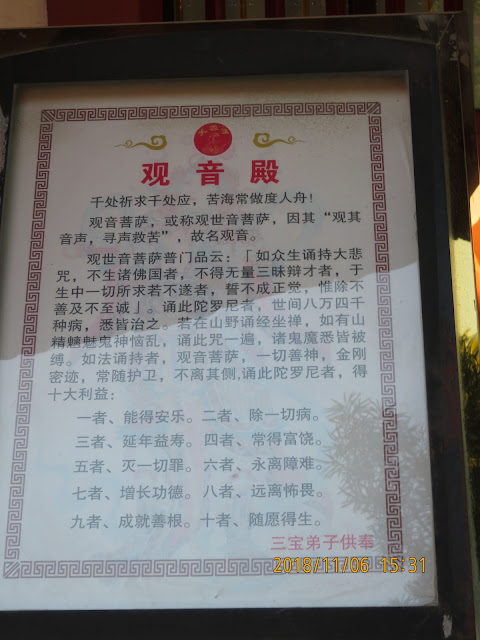 观音殿
千处祈求千处应，苦海常做度人舟！
观音菩萨，或称观世音菩萨，因其“观其
音声，寻声救苦”，故名观音。
观世音菩萨普门品云：「如众生诵持大悲
咒，不生诸佛国者，不得无量三昧辩才者，于
生中一切所求若不遂者，誓不成正觉，惟除不
善及不至诚」。诵此陀罗尼者，世间八万四千
种病，悉皆治之。若在山野诵经坐禅，如有山
精魑魅鬼神恼乱，诵此咒一遍，诸鬼魔悉皆被
缚。如法诵持者，观音菩萨，一切善神，金刚
密迹，常随护卫，不离其侧,诵此陀罗尼者，得
十大利益：
一者、能得安乐。二者、除一切病。
三者、延年益寿。四者、常得富饶。
五者、灭一切罪。六者、永离障难。
七者、增长功德。八者、远离怖畏。
九者、成就善根。十者、随愿得生。
三宝弟子供奉
2018/11/06 15:31